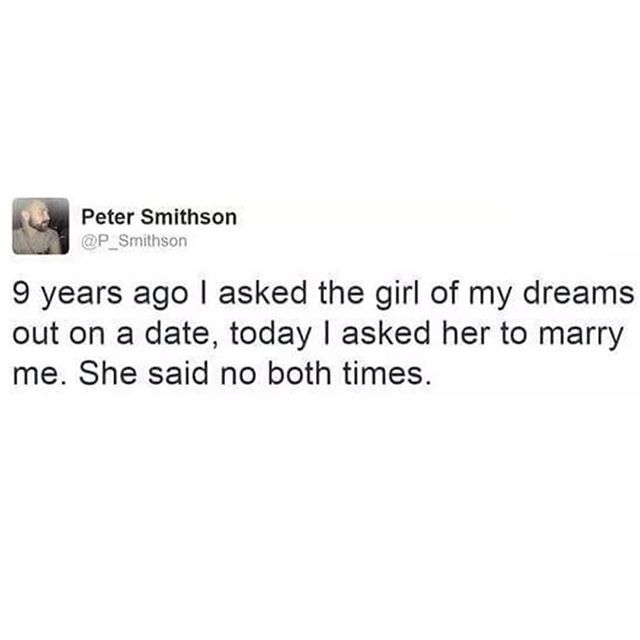 Peter Smithson
@P_Smithson
9 years ago I asked the girl of my dreams
out on a date, today I asked her to marry
me. She said no both times.